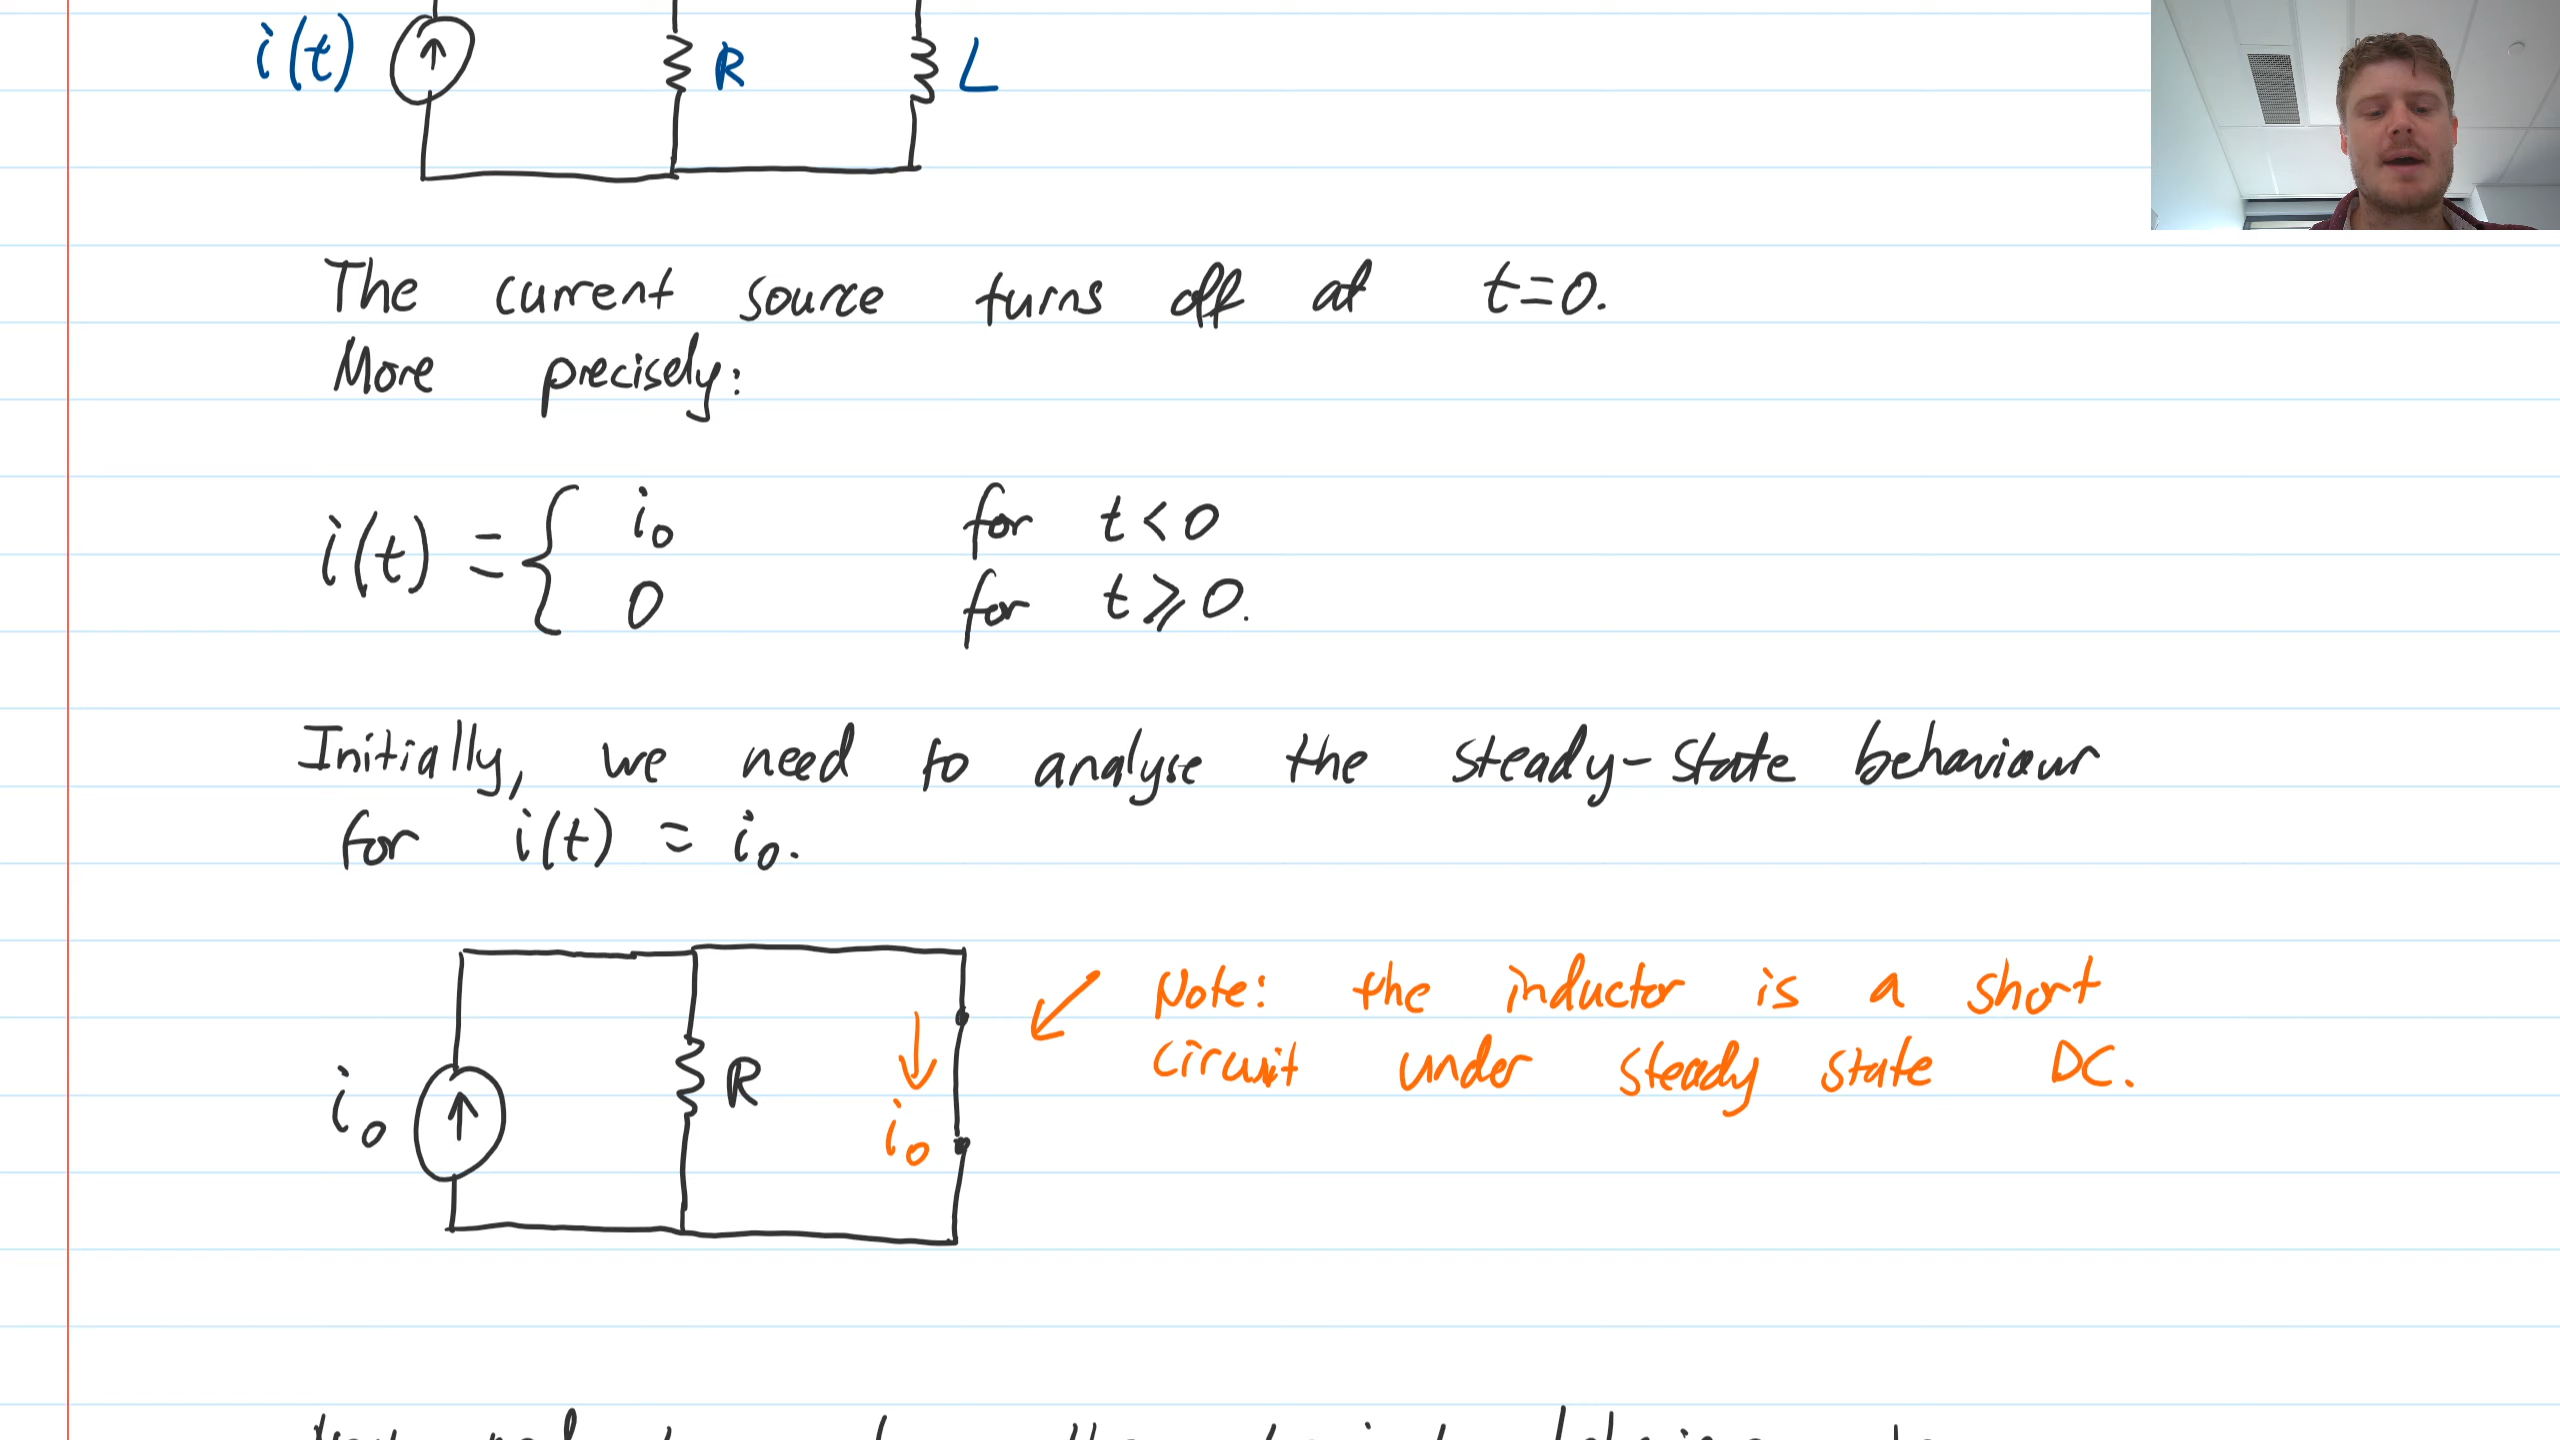 i(t) R L
The current source turns off at t=0.
More precisely:
i(t) = { i₀ for t < 0
0 for t ⩾ 0.
Initially, we need to analyse the steady-state behaviour
for i(t) = i₀.
Note: the inductor is a short
circuit under steady state DC.
i₀ R i₀